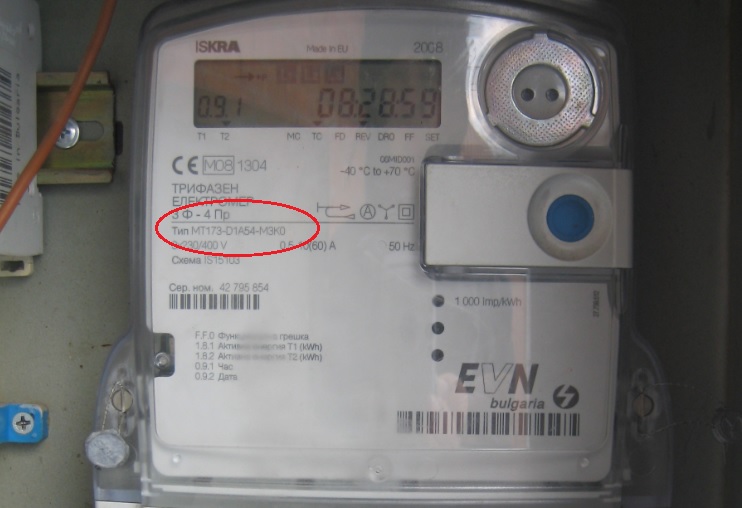 ISKRA Made in EU 2008
0.9.1 08:28:59
T1 T2 MC TC FD REV DRO FF SET
CE M08 1304
-40 °C to +70 °C
ТРИФАЗЕН
ЕЛЕКТРОМЕР
3 Ф - 4 Пр
Тип MT173-D1A54-M3K0
3x230/400 V (60) A 50 Hz
Схема IS15103
Сер. ном. 42 795 854
1 000 imp/kWh
F.F.0 Функционална грешка
1.8.1 Активна енергия T1 (kWh)
1.8.2 Активна енергия T2 (kWh)
0.9.1 Час
0.9.2 Дата
EVN
bulgaria
in Bulgaria